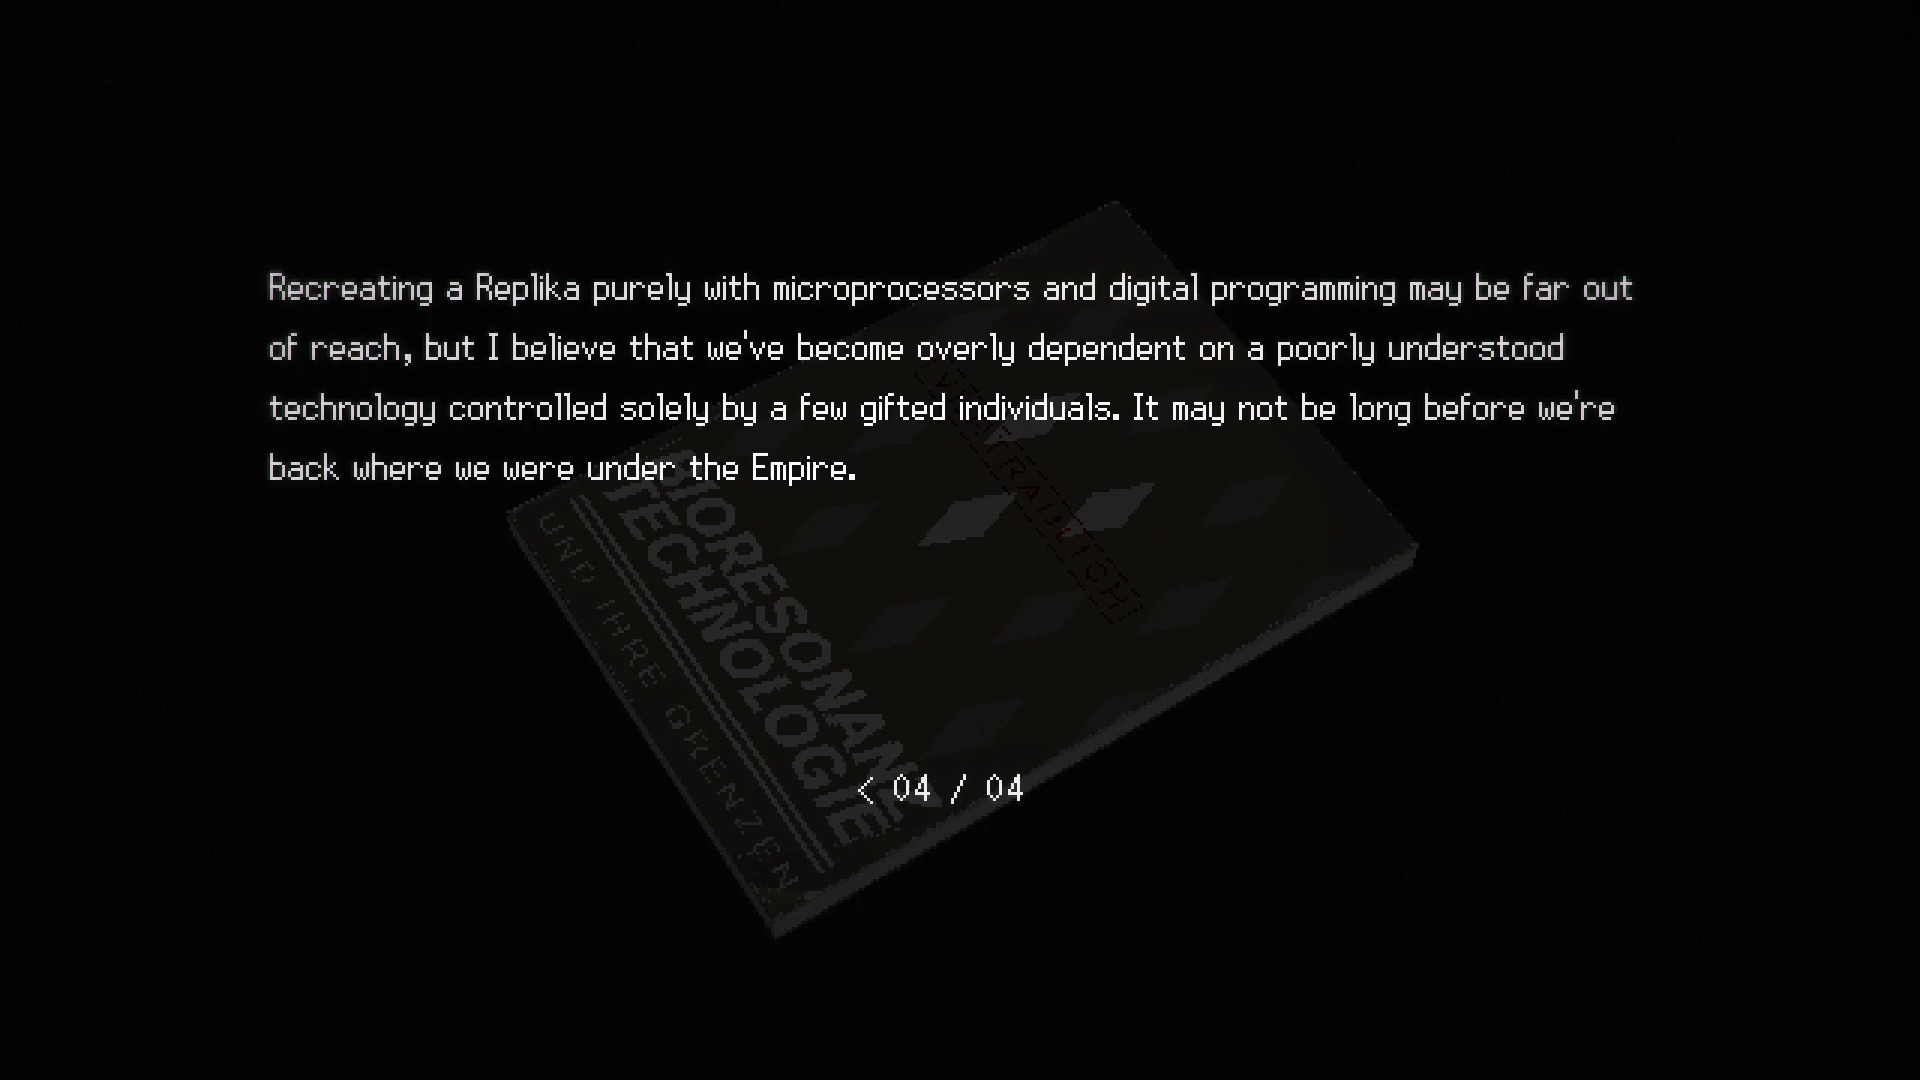 Recreating a Replika purely with microprocessors and digital programming may be far out
of reach, but I believe that we've become overly dependent on a poorly understood
technology controlled solely by a few gifted individuals. It may not be long before we're
back where we were under the Empire.
BIORESONANZ
TECHNOLOGIE
UND IHRE GRENZEN
VERTRAULICH
< 04 / 04